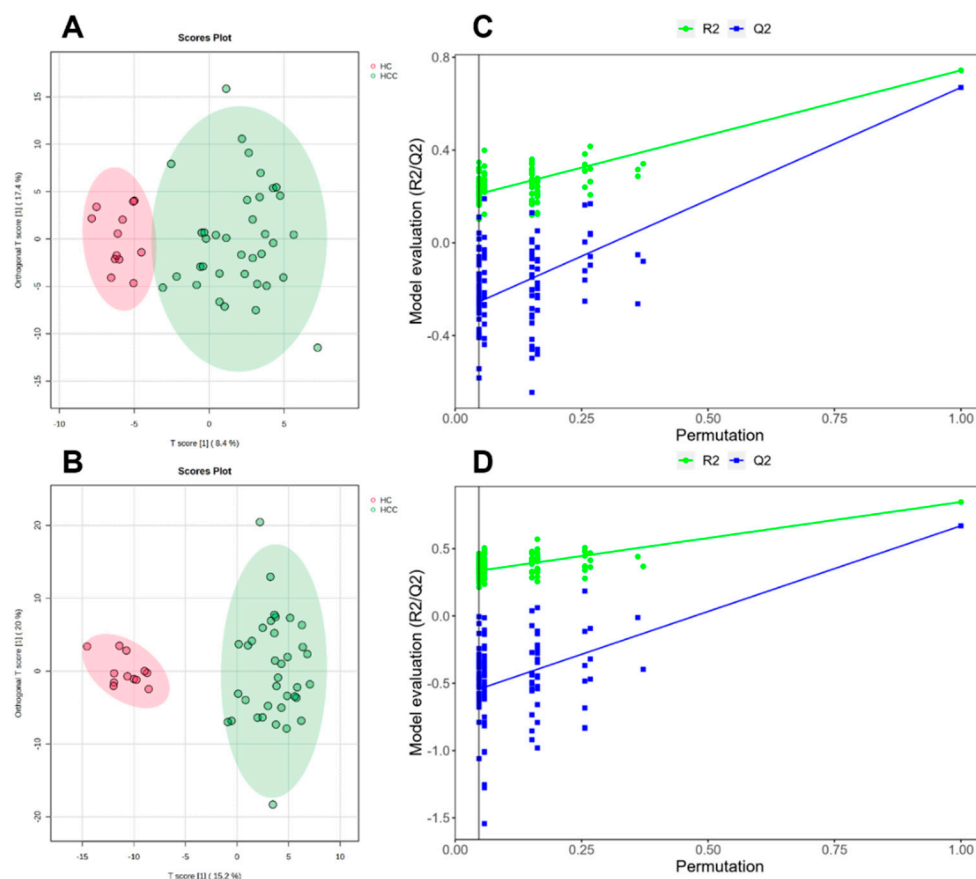 A
Scores Plot
HC
HCC
15
10
5
0
-5
-10
-15
Orthogonal T score [1] ( 17.4 %)
-10
-5
0
5
T score [1] ( 8.4 %)
C
R2
Q2
0.8
0.4
0.0
-0.4
Model evaluation (R2/Q2)
0.00
0.25
0.50
0.75
1.00
Permutation
B
Scores Plot
HC
HCC
20
10
0
-10
-20
Orthogonal T score [1] ( 20 %)
-15
-10
-5
0
5
10
T score [1] ( 15.2 %)
D
R2
Q2
0.5
0.0
-0.5
-1.0
-1.5
Model evaluation (R2/Q2)
0.00
0.25
0.50
0.75
1.00
Permutation